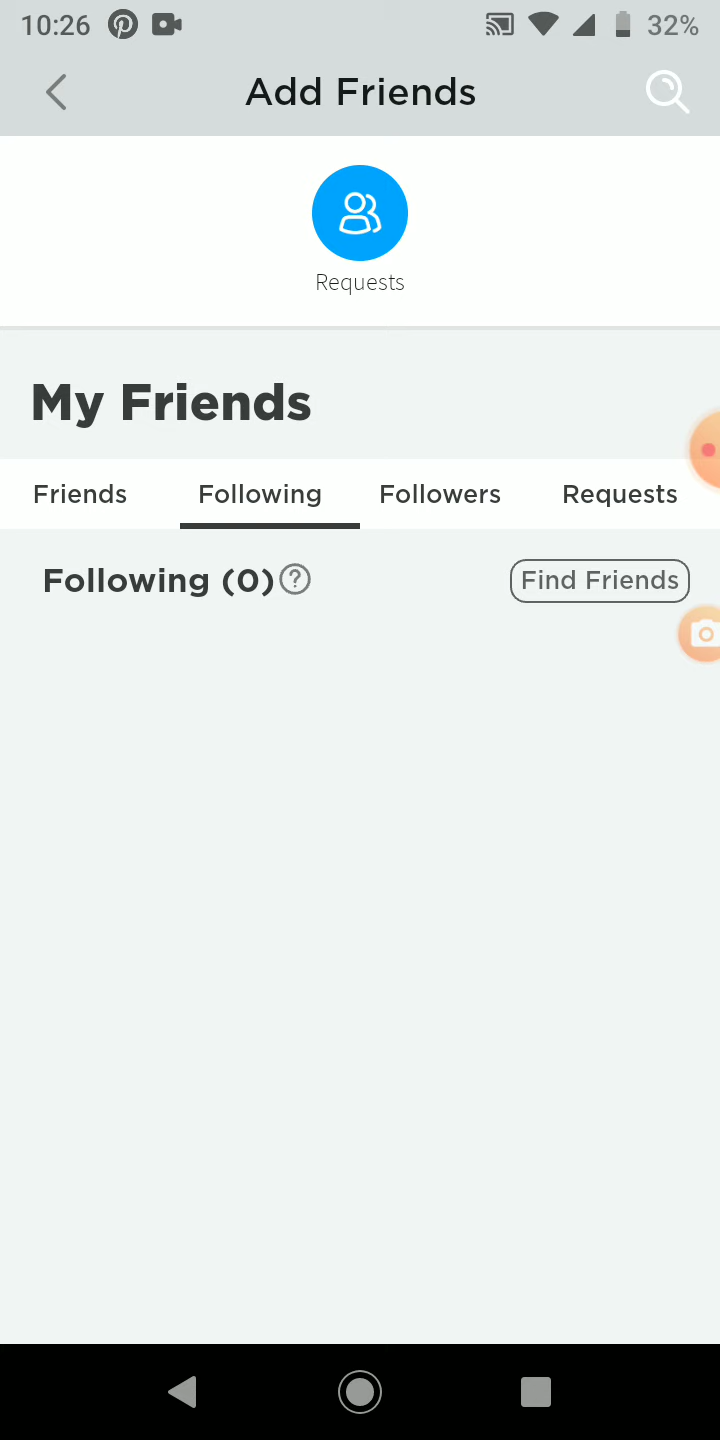 10:26 32%
Add Friends
Requests
My Friends
Friends Following Followers Requests
Following (0) ? Find Friends